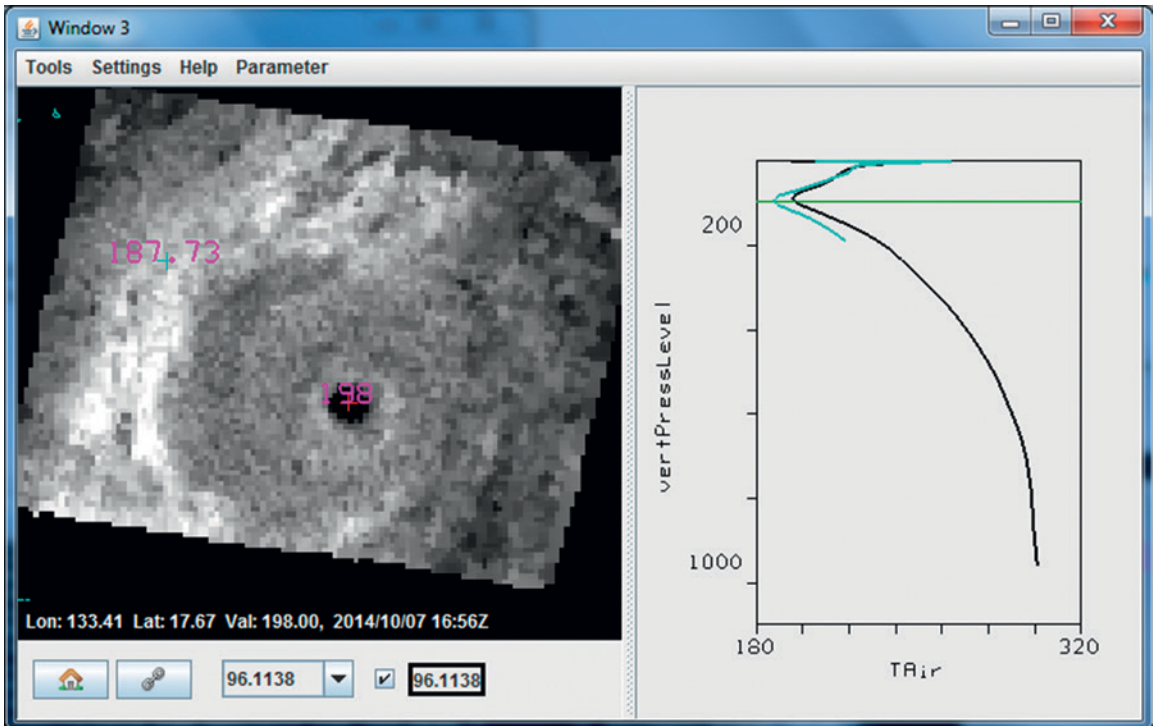 Window 3
Tools Settings Help Parameter
187.73
198
Lon: 133.41 Lat: 17.67 Val: 198.00, 2014/10/07 16:56Z
96.1138
96.1138
200
vertPressLevel
1000
180
320
TAir